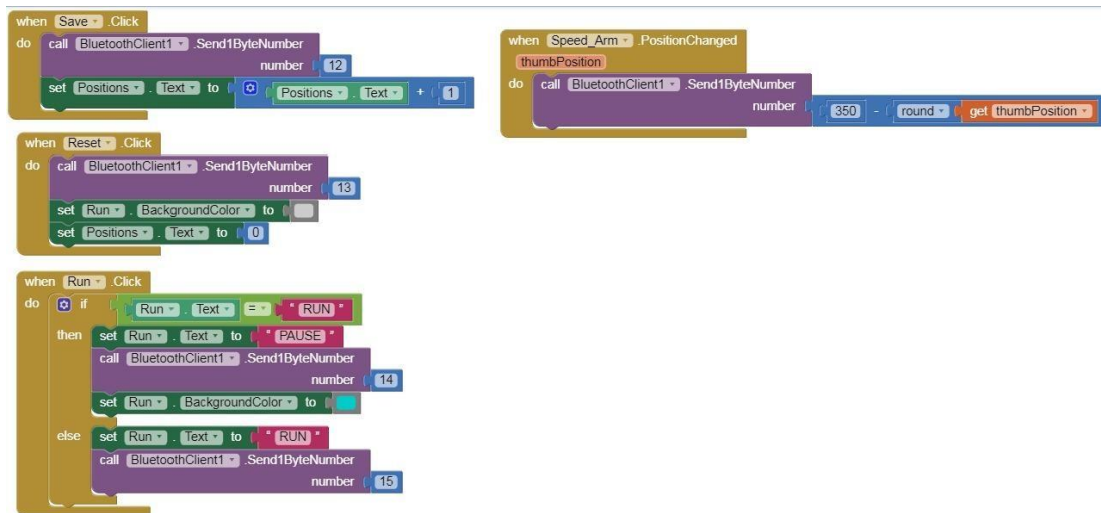 when Save .Click
do call BluetoothClient1 .Send1ByteNumber
number 12
set Positions . Text to Positions . Text + 1
when Reset .Click
do call BluetoothClient1 .Send1ByteNumber
number 13
set Run . BackgroundColor to
set Positions . Text to 0
when Run .Click
do if Run . Text = " RUN "
then set Run . Text to " PAUSE "
call BluetoothClient1 .Send1ByteNumber
number 14
set Run . BackgroundColor to
else set Run . Text to " RUN "
call BluetoothClient1 .Send1ByteNumber
number 15
when Speed_Arm .PositionChanged
thumbPosition
do call BluetoothClient1 .Send1ByteNumber
number 350 - round get thumbPosition